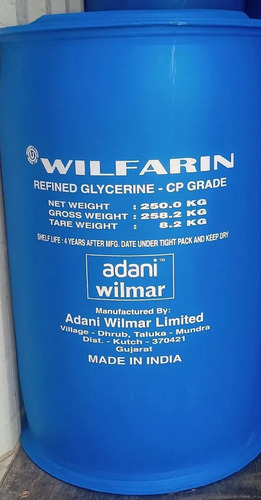 WILFARIN
REFINED GLYCERINE - CP GRADE
NET WEIGHT : 250.0 KG
GROSS WEIGHT : 258.2 KG
TARE WEIGHT : 8.2 KG
SHELF LIFE : 4 YEARS AFTER MFG. DATE UNDER TIGHT PACK AND KEEP DRY
adani™
wilmar
Manufactured By:
Adani Wilmar Limited
Village - Dhrub, Taluka - Mundra
Dist. - Kutch - 370421
Gujarat
MADE IN INDIA